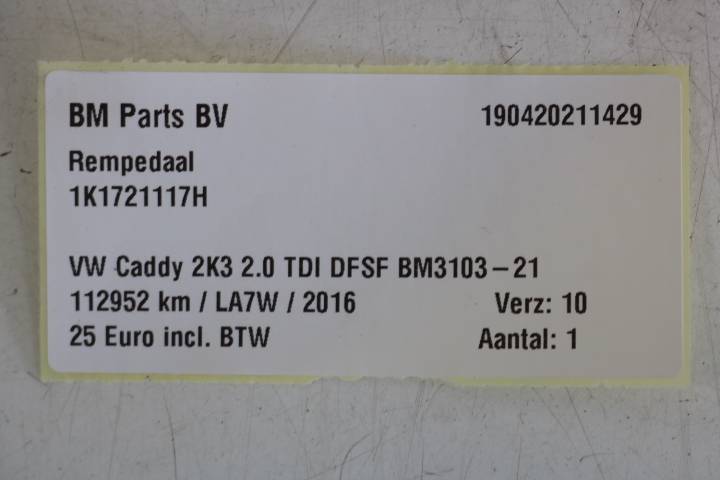 BM Parts BV 190420211429
Rempedaal
1K1721117H
VW Caddy 2K3 2.0 TDI DFSF BM3103-21
112952 km / LA7W / 2016 Verz: 10
25 Euro incl. BTW Aantal: 1